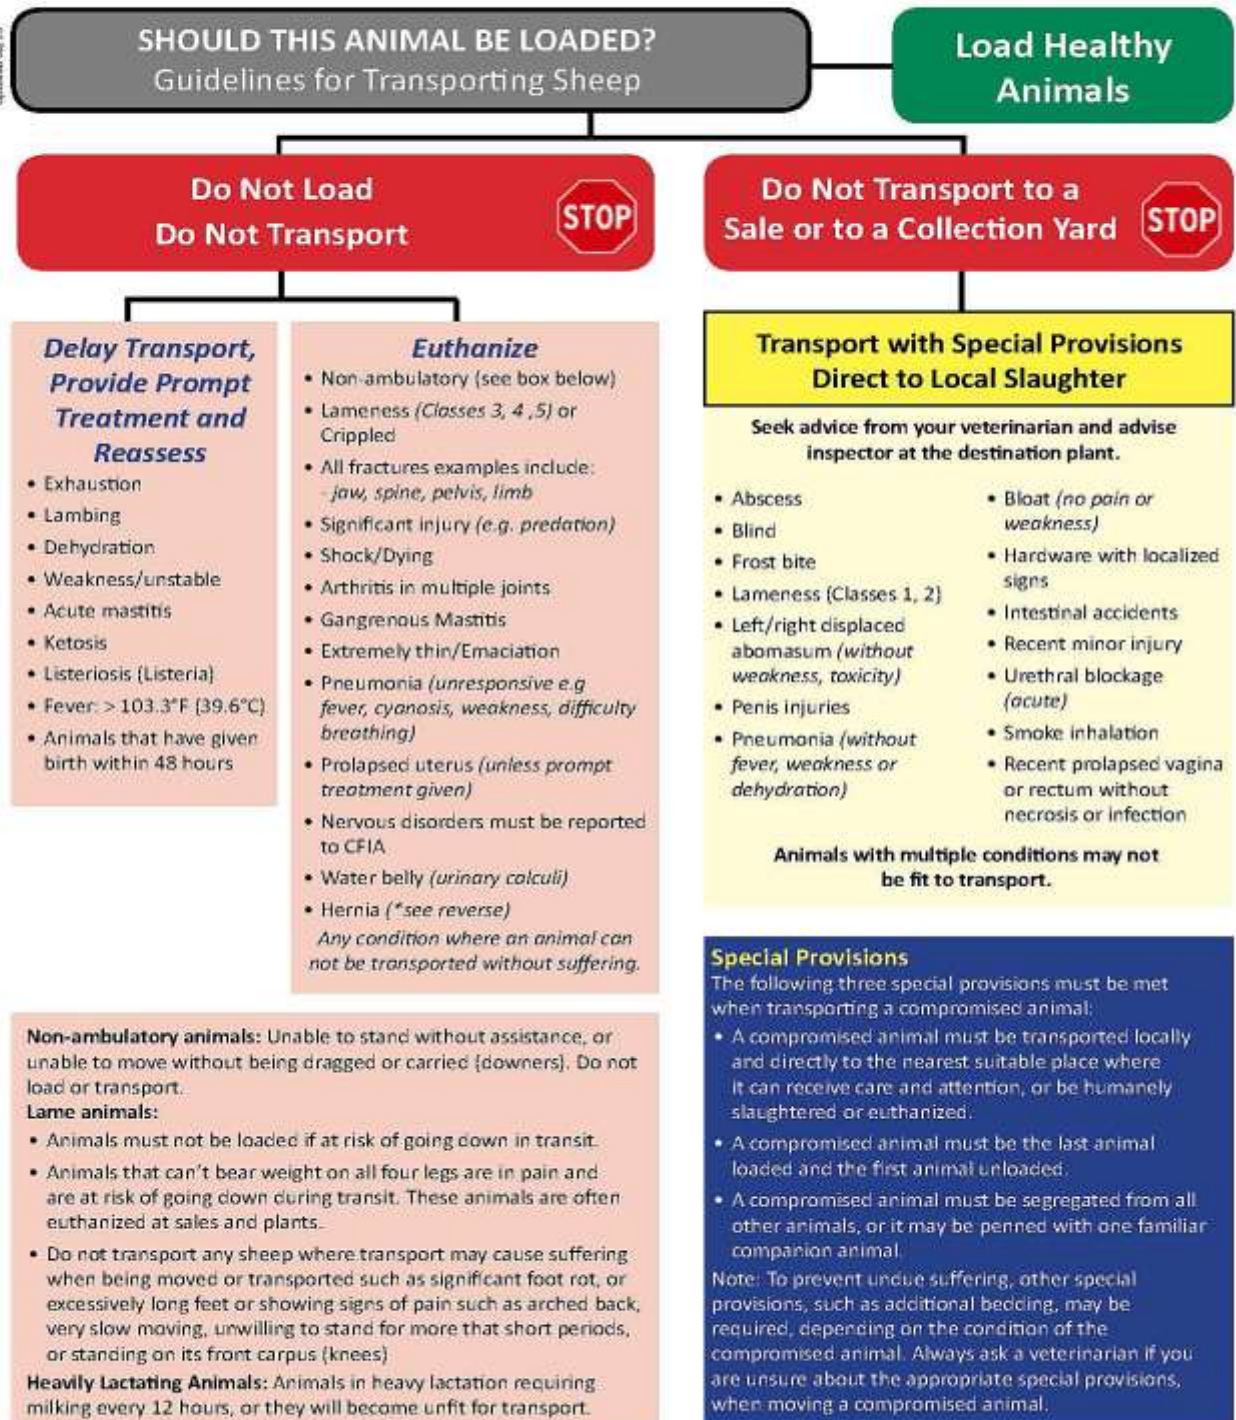 SHOULD THIS ANIMAL BE LOADED?
Guidelines for Transporting Sheep
Load Healthy
Animals
Do Not Load
Do Not Transport
STOP
Do Not Transport to a
Sale or to a Collection Yard
STOP
Delay Transport,
Provide Prompt
Treatment and
Reassess
• Exhaustion
• Lambing
• Dehydration
• Weakness/unstable
• Acute mastitis
• Ketosis
• Listeriosis (Listeria)
• Fever: > 103.3°F (39.6°C)
• Animals that have given
birth within 48 hours
Euthanize
• Non-ambulatory (see box below)
• Lameness (Classes 3, 4 ,5) or
Crippled
• All fractures examples include:
- jaw, spine, pelvis, limb
• Significant injury (e.g. predation)
• Shock/Dying
• Arthritis in multiple joints
• Gangrenous Mastitis
• Extremely thin/Emaciation
• Pneumonia (unresponsive e.g
fever, cyanosis, weakness, difficulty
breathing)
• Prolapsed uterus (unless prompt
treatment given)
• Nervous disorders must be reported
to CFIA
• Water belly (urinary calculi)
• Hernia (*see reverse)
Any condition where an animal can
not be transported without suffering.
Transport with Special Provisions
Direct to Local Slaughter
Seek advice from your veterinarian and advise
inspector at the destination plant.
• Abscess
• Blind
• Frost bite
• Lameness (Classes 1, 2)
• Left/right displaced
abomasum (without
weakness, toxicity)
• Penis injuries
• Pneumonia (without
fever, weakness or
dehydration)
• Bloat (no pain or
weakness)
• Hardware with localized
signs
• Intestinal accidents
• Recent minor injury
• Urethral blockage
(acute)
• Smoke inhalation
• Recent prolapsed vagina
or rectum without
necrosis or infection
Animals with multiple conditions may not
be fit to transport.
Non-ambulatory animals: Unable to stand without assistance, or
unable to move without being dragged or carried (downers). Do not
load or transport.
Lame animals:
• Animals must not be loaded if at risk of going down in transit.
• Animals that can't bear weight on all four legs are in pain and
are at risk of going down during transit. These animals are often
euthanized at sales and plants.
• Do not transport any sheep where transport may cause suffering
when being moved or transported such as significant foot rot, or
excessively long feet or showing signs of pain such as arched back,
very slow moving, unwilling to stand for more that short periods,
or standing on its front carpus (knees)
Heavily Lactating Animals: Animals in heavy lactation requiring
milking every 12 hours, or they will become unfit for transport.
Special Provisions
The following three special provisions must be met
when transporting a compromised animal:
• A compromised animal must be transported locally
and directly to the nearest suitable place where
it can receive care and attention, or be humanely
slaughtered or euthanized.
• A compromised animal must be the last animal
loaded and the first animal unloaded.
• A compromised animal must be segregated from all
other animals, or it may be penned with one familiar
companion animal.
Note: To prevent undue suffering, other special
provisions, such as additional bedding, may be
required, depending on the condition of the
compromised animal. Always ask a veterinarian if you
are unsure about the appropriate special provisions,
when moving a compromised animal.